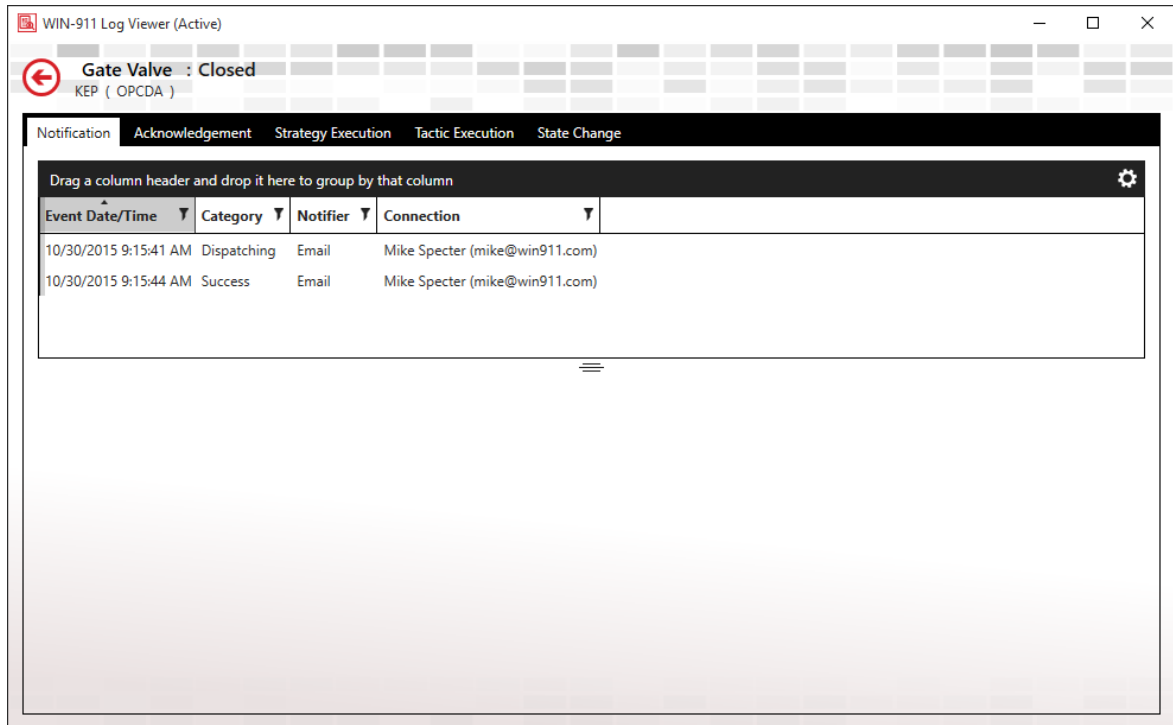 WIN-911 Log Viewer (Active)
Gate Valve : Closed
KEP ( OPCDA )
Notification Acknowledgement Strategy Execution Tactic Execution State Change
Drag a column header and drop it here to group by that column
Event Date/Time Category Notifier Connection
10/30/2015 9:15:41 AM Dispatching Email Mike Specter (mike@win911.com)
10/30/2015 9:15:44 AM Success Email Mike Specter (mike@win911.com)